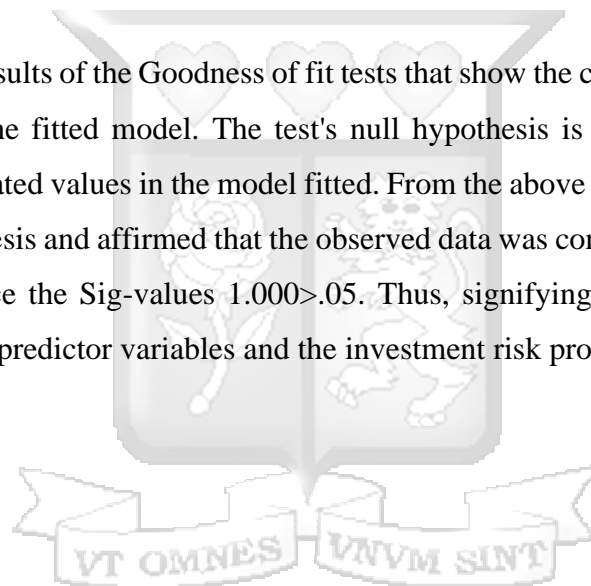 sults of the Goodness of fit tests that show the c
ne fitted model. The test's null hypothesis is
ated values in the model fitted. From the above
esis and affirmed that the observed data was con
ce the Sig-values 1.000>.05. Thus, signifying
predictor variables and the investment risk pro
VT OMNES VNVM SINT